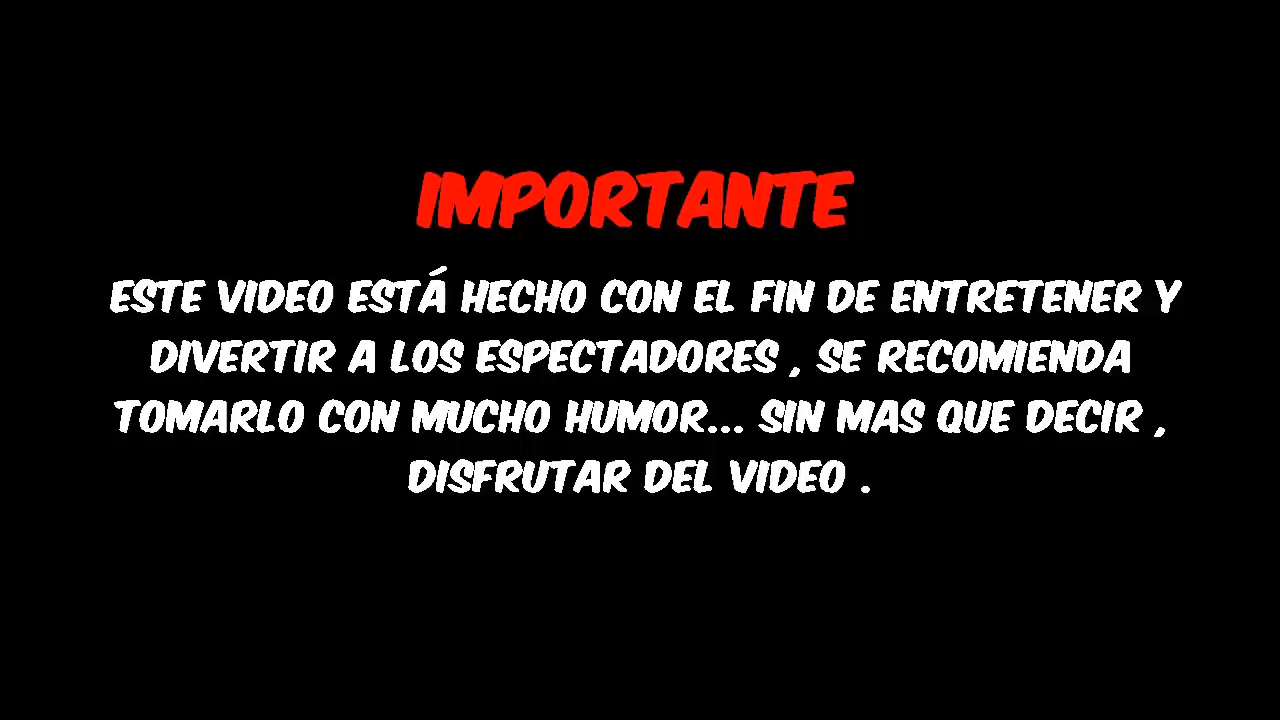 IMPORTANTE
ESTE VIDEO ESTÁ HECHO CON EL FIN DE ENTRETENER Y
DIVERTIR A LOS ESPECTADORES , SE RECOMIENDA
TOMARLO CON MUCHO HUMOR... SIN MAS QUE DECIR ,
DISFRUTAR DEL VIDEO .